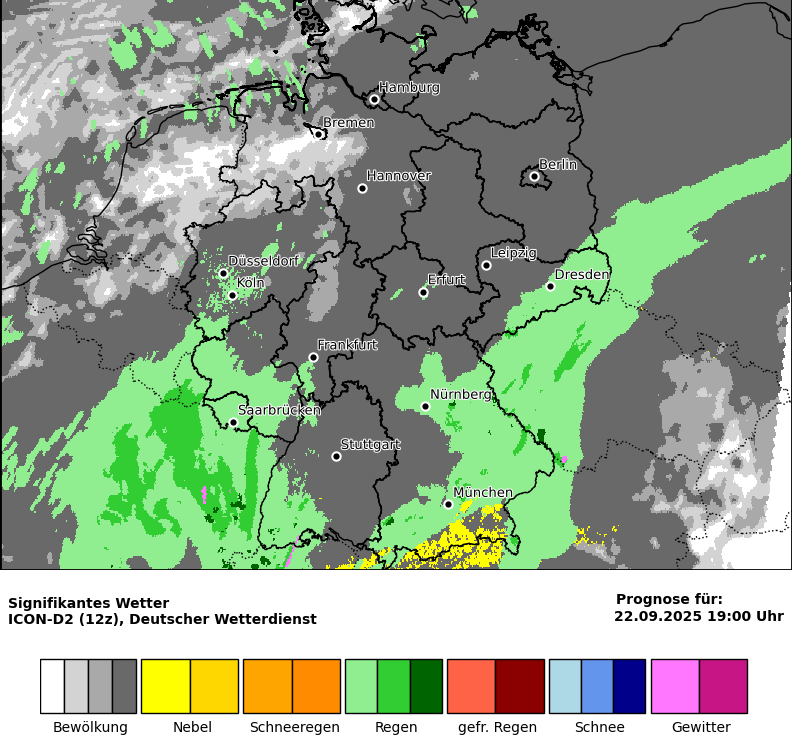 Hamburg
Bremen
Hannover
Berlin
Leipzig
Düsseldorf
Köln
Erfurt
Dresden
Frankfurt
Nürnberg
Saarbrücken
Stuttgart
München
Signifikantes Wetter
ICON-D2 (12z), Deutscher Wetterdienst
Prognose für:
22.09.2025 19:00 Uhr
Bewölkung Nebel Schneeregen Regen gefr. Regen Schnee Gewitter